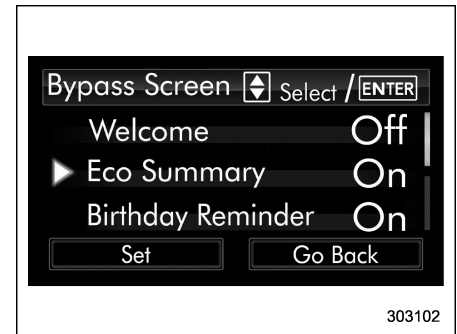 Bypass Screen Select / ENTER
Welcome Off
Eco Summary On
Birthday Reminder On
Set Go Back
303102